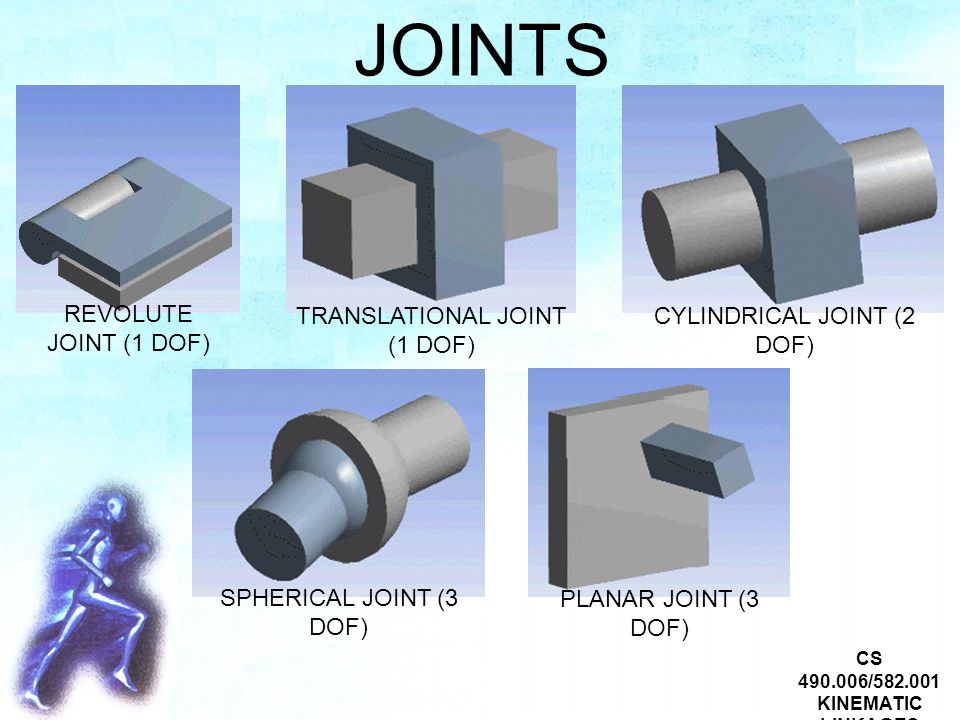 JOINTS
REVOLUTE
JOINT (1 DOF)
TRANSLATIONAL JOINT
(1 DOF)
CYLINDRICAL JOINT (2
DOF)
SPHERICAL JOINT (3
DOF)
PLANAR JOINT (3
DOF)
CS
490.006/582.001
KINEMATIC
LINKAGES